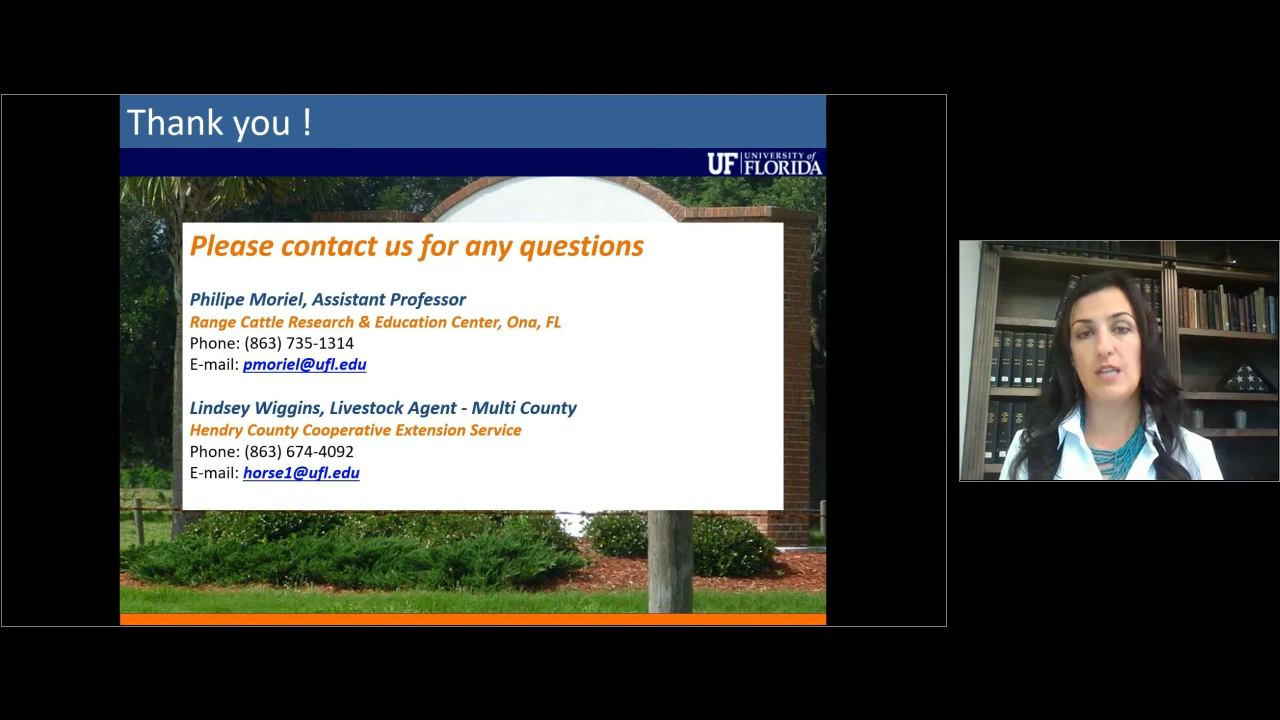 Thank you !
UF UNIVERSITY of FLORIDA
Please contact us for any questions
Philipe Moriel, Assistant Professor
Range Cattle Research & Education Center, Ona, FL
Phone: (863) 735-1314
E-mail: pmoriel@ufl.edu
Lindsey Wiggins, Livestock Agent - Multi County
Hendry County Cooperative Extension Service
Phone: (863) 674-4092
E-mail: horse1@ufl.edu